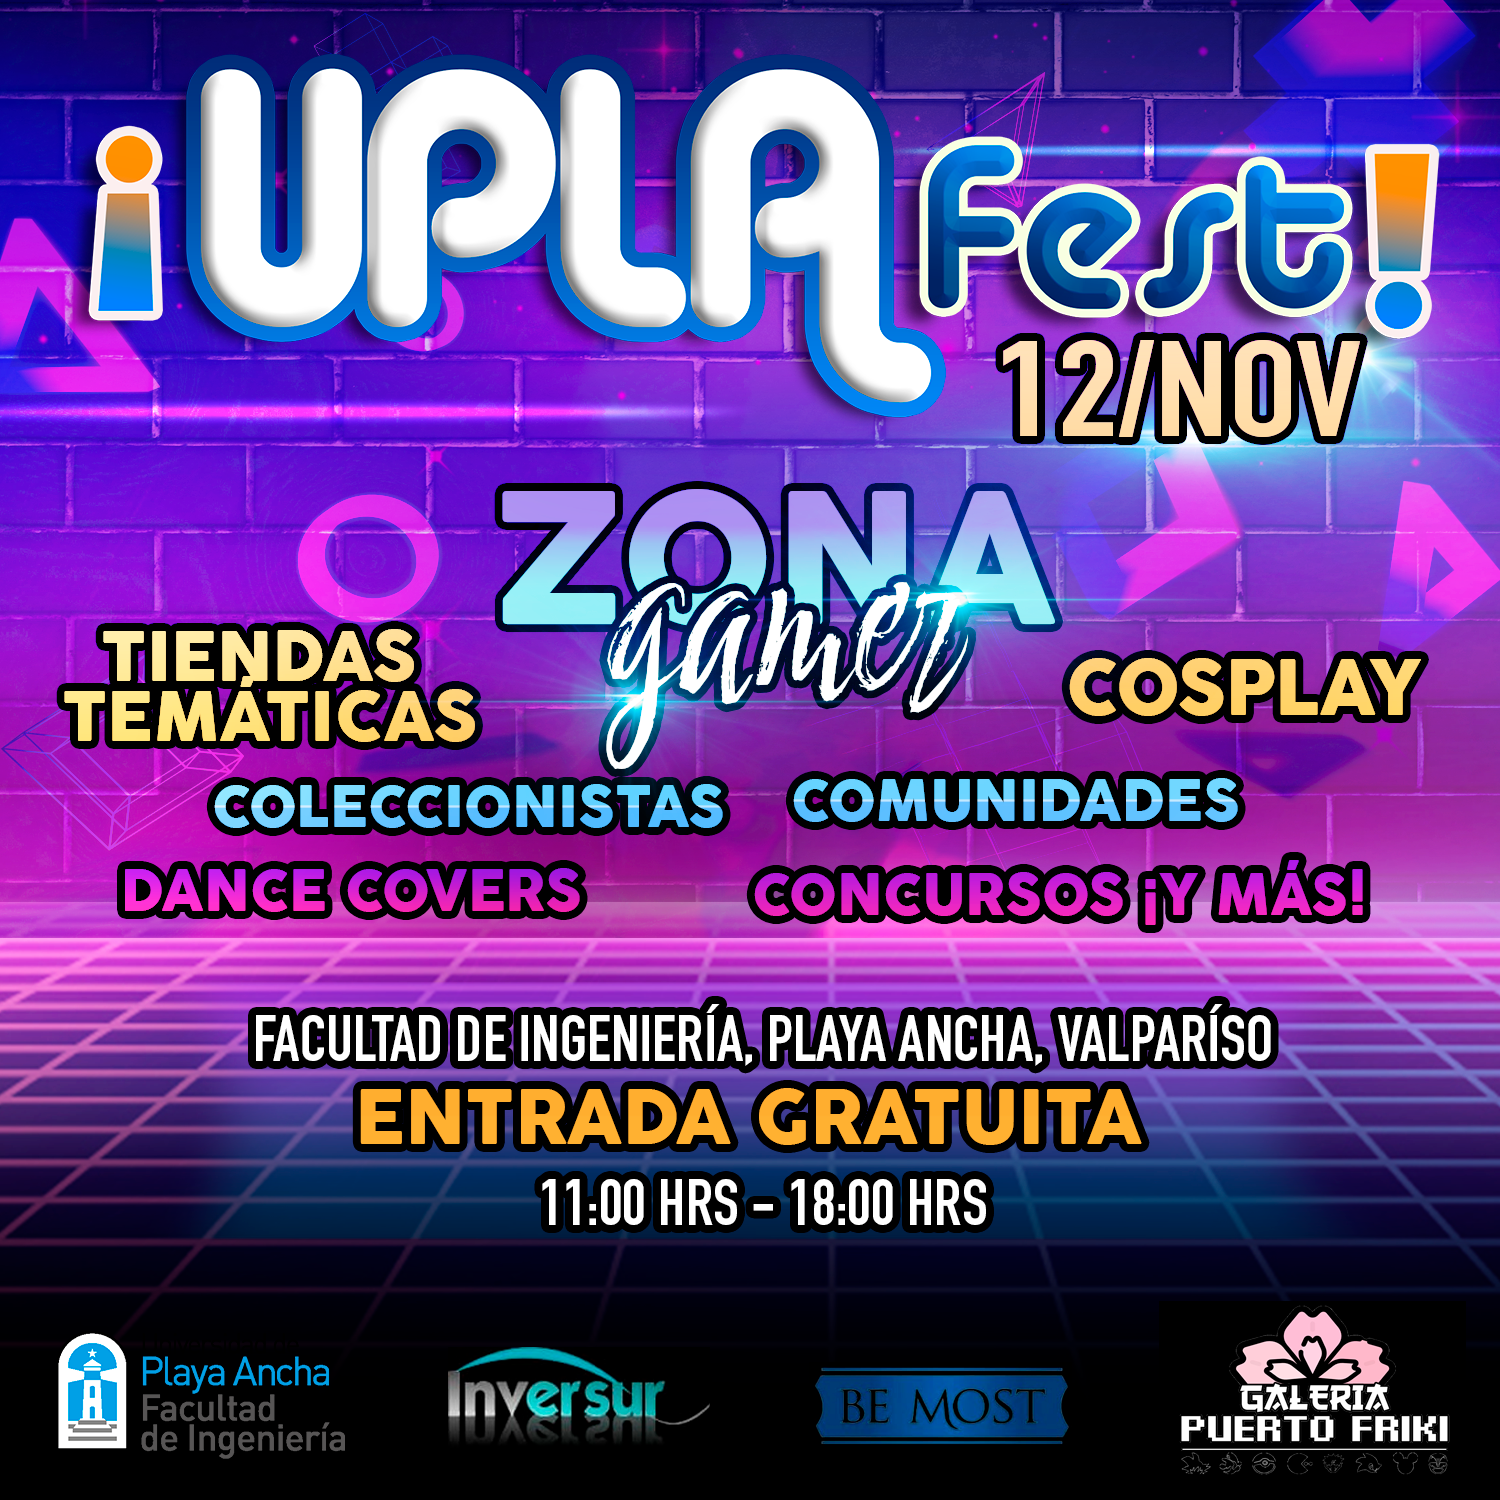 ¡UPLA Fest!
12/NOV
ZONA
gamer
TIENDAS
TEMÁTICAS
COSPLAY
COLECCIONISTAS
COMUNIDADES
DANCE COVERS
CONCURSOS ¡Y MÁS!
FACULTAD DE INGENIERÍA, PLAYA ANCHA, VALPARÍSO
ENTRADA GRATUITA
11:00 HRS - 18:00 HRS
Playa Ancha
Facultad
de Ingeniería
Inversur
BE MOST
GALERIA
PUERTO FRIKI